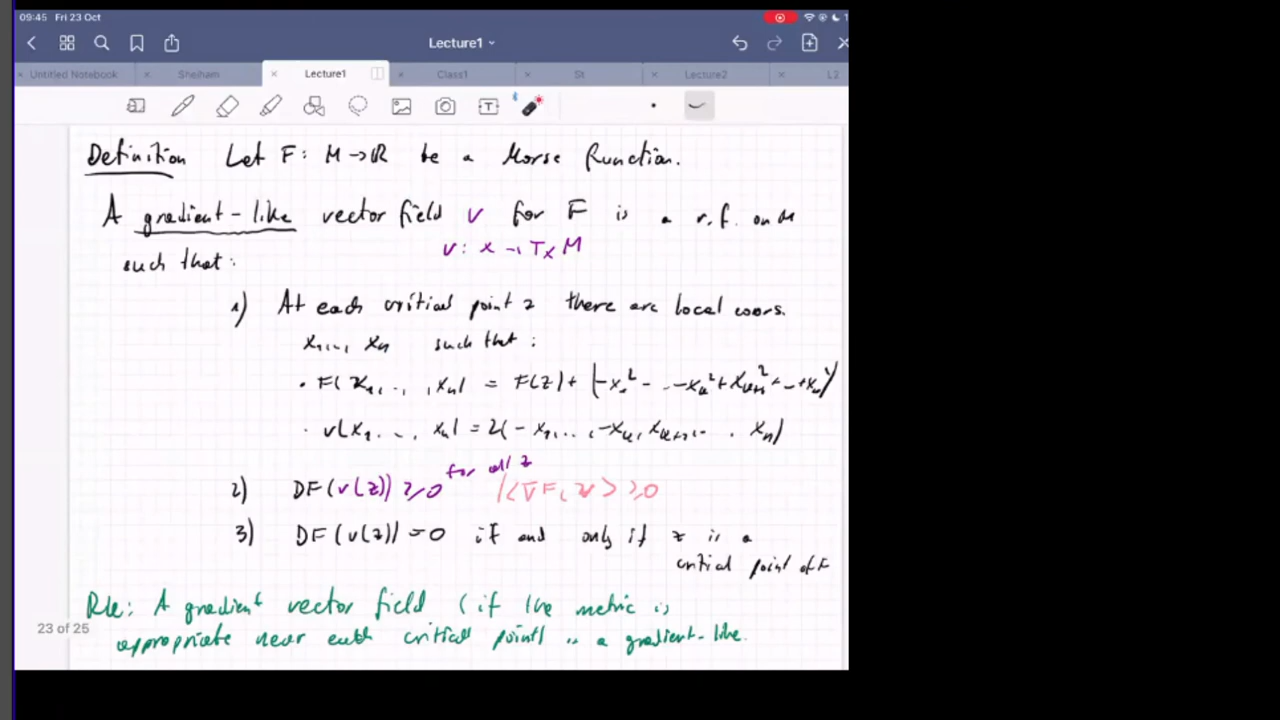 09:45 Fri 23 Oct
Lecture1
Untitled Notebook
Sheiham
Lecture1
Class1
St
Lecture2
L2
Definition Let F: M→R be a Morse function.
A gradient-like vector field v for F is a v.f. on M
v: x → TxM
such that:
1) At each critical point z there are local coors.
x1..., xn such that:
• F(x1,..., xn) = F(z) + (-x1² - ... -xk² + xk+1² + ... + xn²)
• v(x1..., xn) = 2(-x1,..., -xk, xk+1,... xn)
for all z
2) DF(v(z)) ≥0 /<∇F, v> ≥0
3) DF(v(z)) = 0 if and only if z is a
critical point of F
Rk: A gradient vector field (if the metric is
23 of 25
appropriate near each critical point) is a gradient-like.